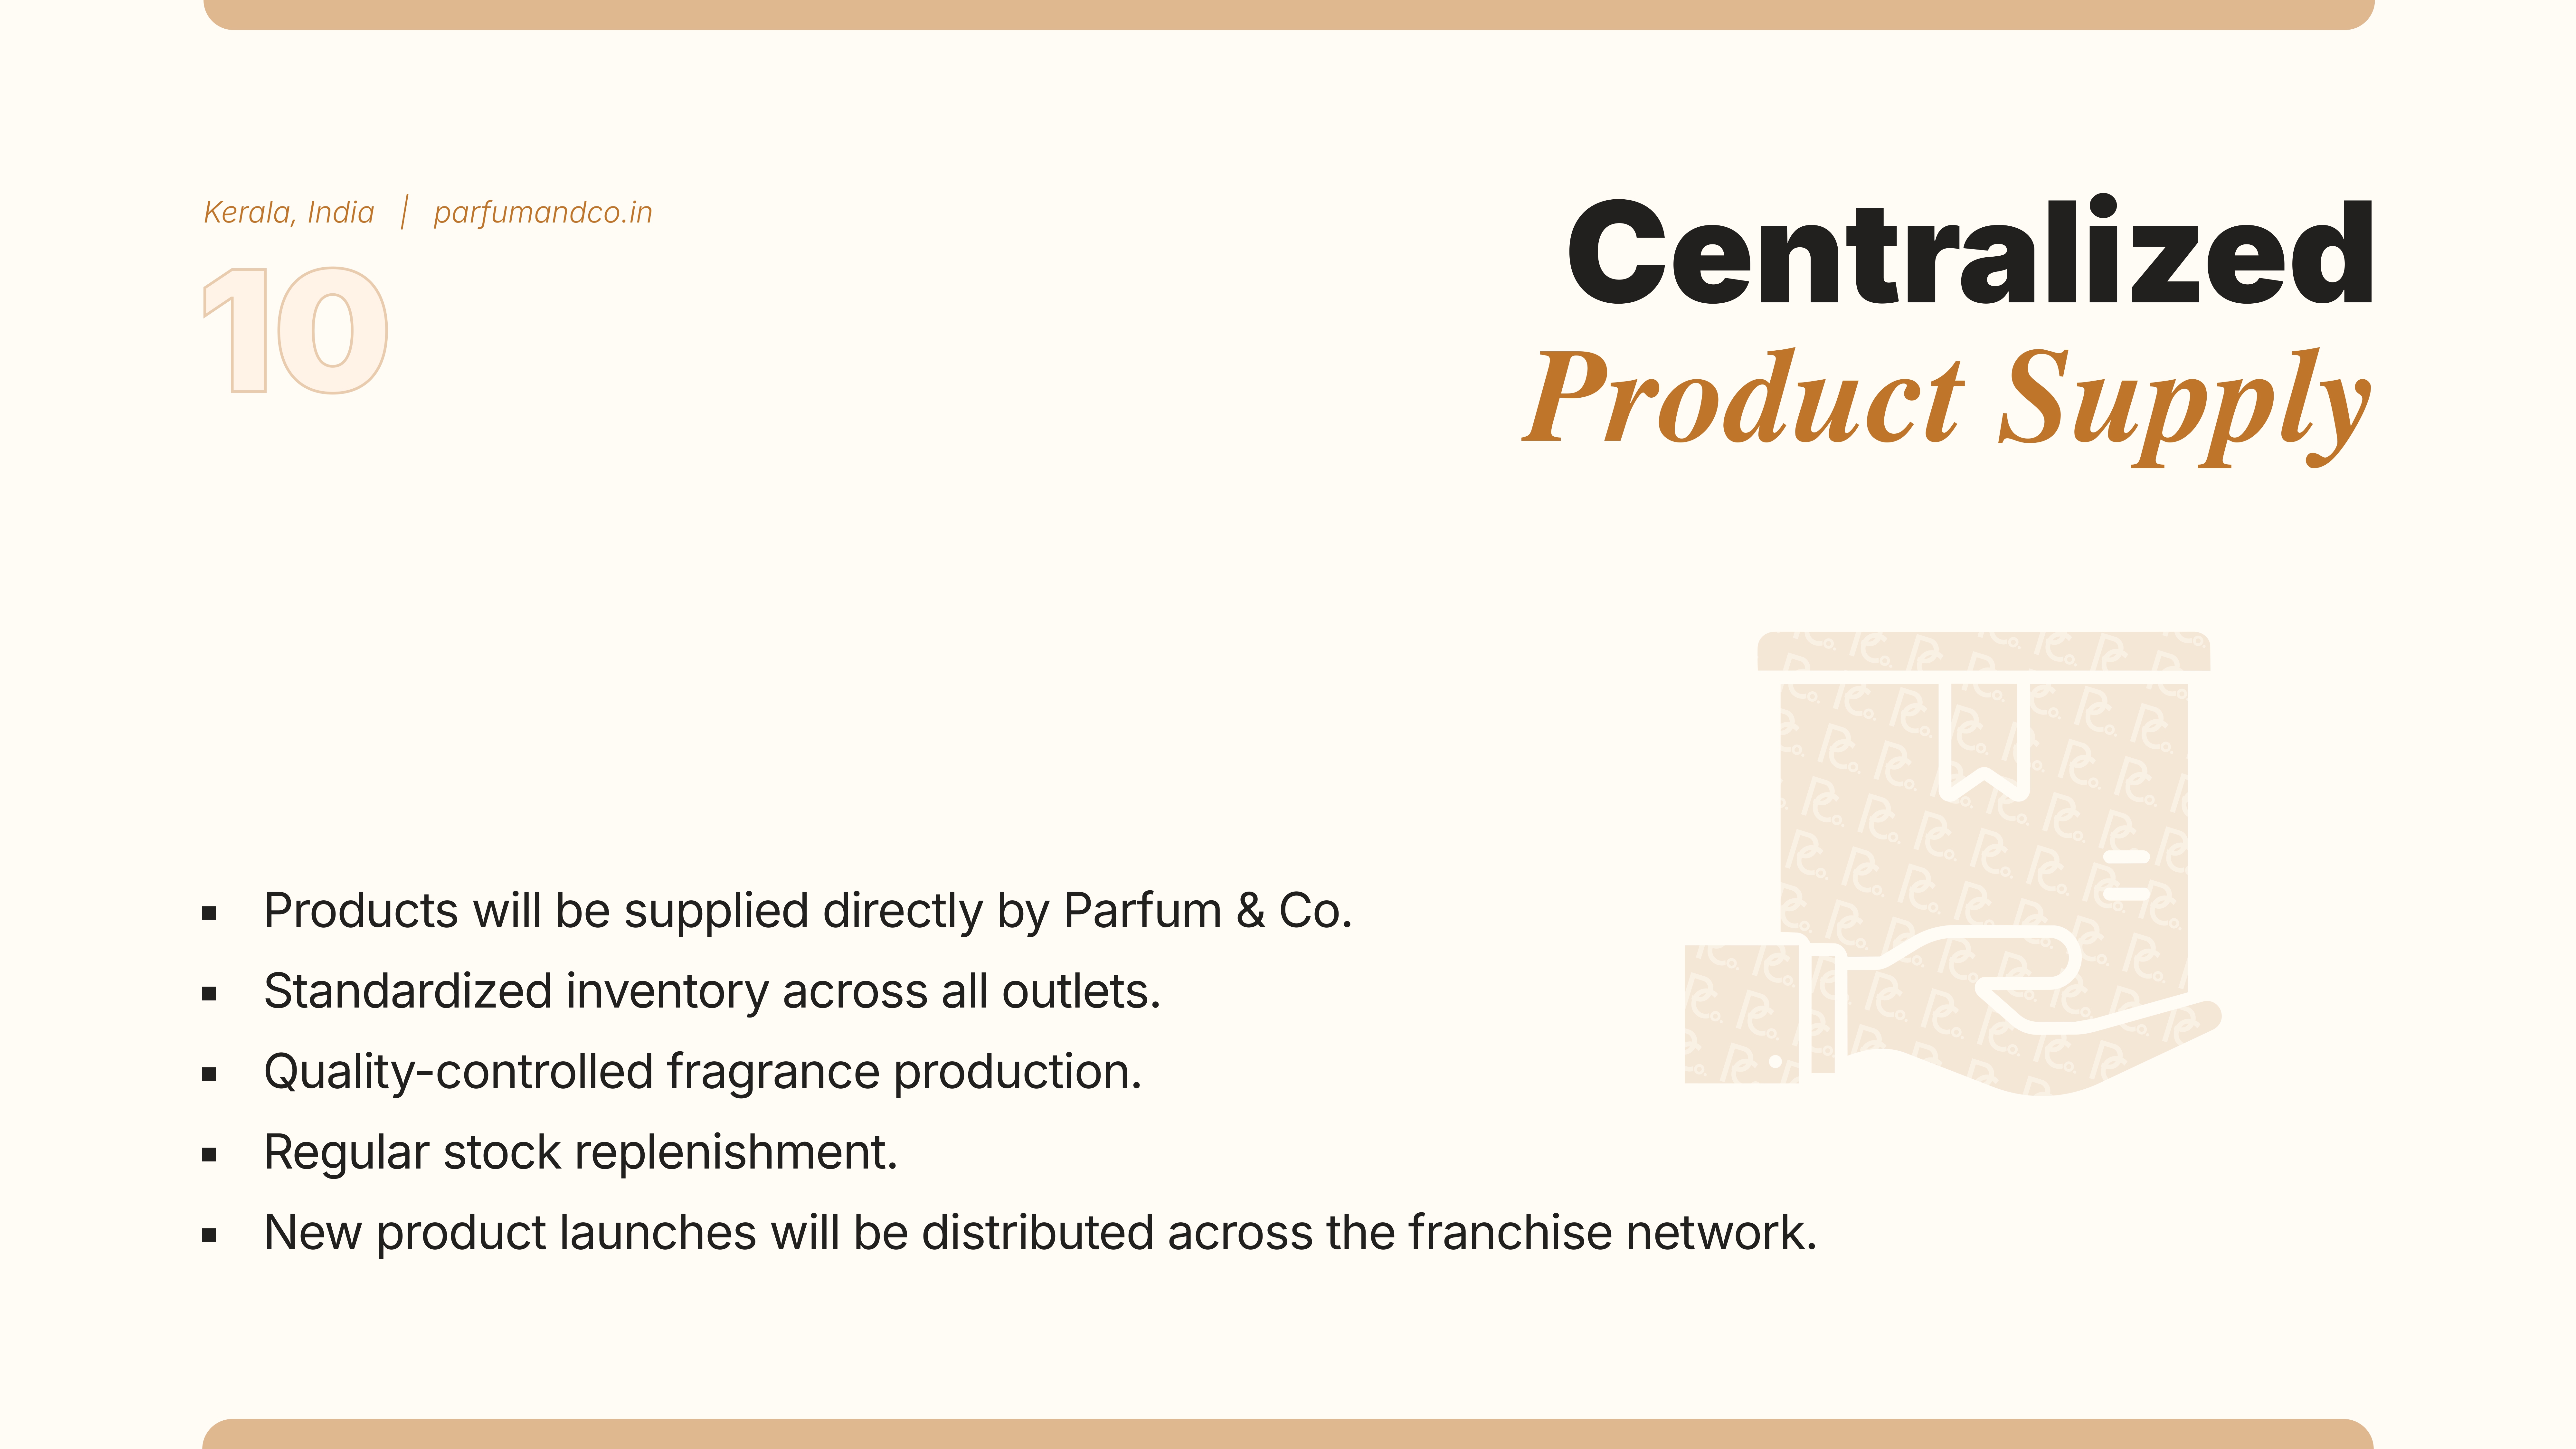 Kerala, India | parfumandco.in
10
Centralized
Product Supply
▪ Products will be supplied directly by Parfum & Co.
▪ Standardized inventory across all outlets.
▪ Quality-controlled fragrance production.
▪ Regular stock replenishment.
▪ New product launches will be distributed across the franchise network.